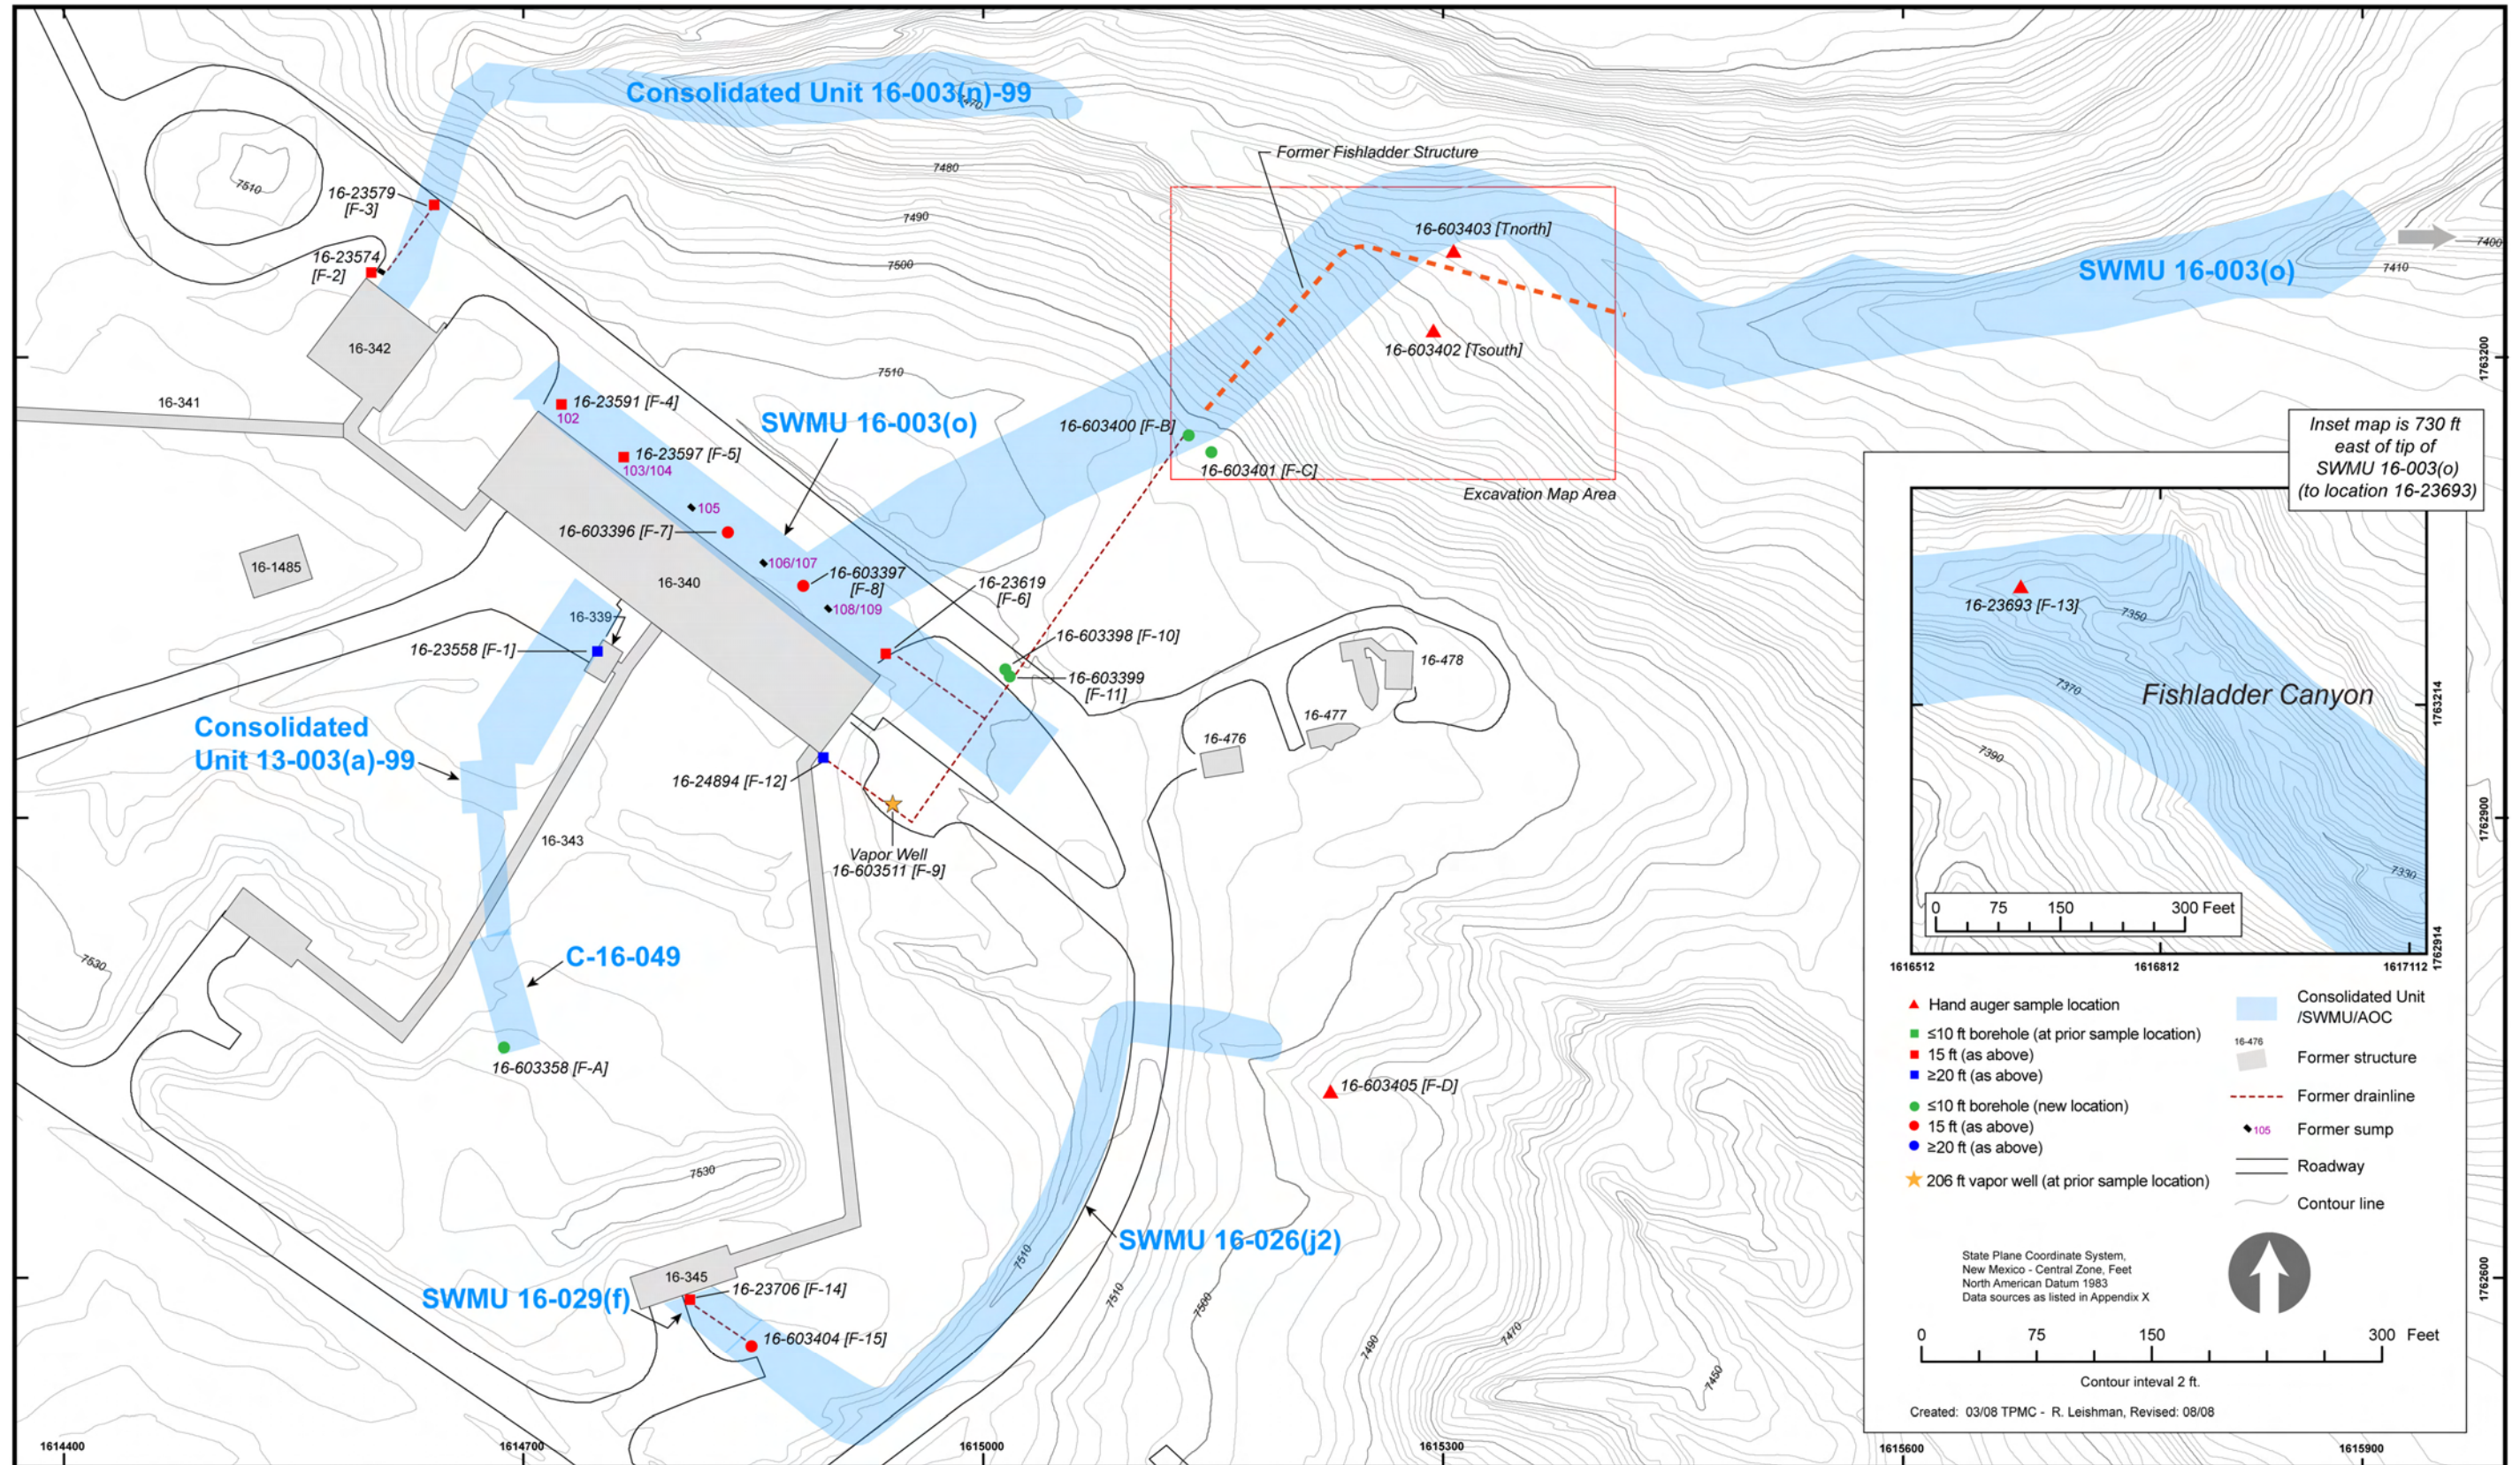 Consolidated Unit 16-003(n)-99
7470
7480
7490
7500
7510
7510
16-23579
[F-3]
16-23574
[F-2]
16-342
16-341
Former Fishladder Structure
16-603403 [Tnorth]
16-603402 [Tsouth]
SWMU 16-003(o)
7400
7410
16-23591 [F-4]
102
16-23597 [F-5]
103/104
SWMU 16-003(o)
105
16-603396 [F-7]
106/107
16-603397
[F-8]
108/109
16-603400 [F-B]
16-603401 [F-C]
Excavation Map Area
16-1485
16-340
16-339
16-23558 [F-1]
16-23619
[F-6]
16-603398 [F-10]
16-603399
[F-11]
16-478
16-477
16-476
Consolidated
Unit 13-003(a)-99
16-24894 [F-12]
16-343
Vapor Well
16-603511 [F-9]
7530
C-16-049
16-603358 [F-A]
16-603405 [F-D]
7530
SWMU 16-026(j2)
7510
7510
7500
7490
7470
7450
16-345
SWMU 16-029(f)
16-23706 [F-14]
16-603404 [F-15]
1614400
1614700
1615000
1615300
1615600
1615900
1763200
1762900
1762600
Inset map is 730 ft
east of tip of
SWMU 16-003(o)
(to location 16-23693)
16-23693 [F-13]
7350
7370
Fishladder Canyon
7390
7330
0 75 150 300 Feet
1616512
1616812
1617112
1763214
1762914
Hand auger sample location
≤10 ft borehole (at prior sample location)
15 ft (as above)
≥20 ft (as above)
≤10 ft borehole (new location)
15 ft (as above)
≥20 ft (as above)
206 ft vapor well (at prior sample location)
Consolidated Unit
/SWMU/AOC
16-476
Former structure
Former drainline
105
Former sump
Roadway
Contour line
State Plane Coordinate System,
New Mexico - Central Zone, Feet
North American Datum 1983
Data sources as listed in Appendix X
0 75 150 300 Feet
Contour inteval 2 ft.
Created: 03/08 TPMC - R. Leishman, Revised: 08/08